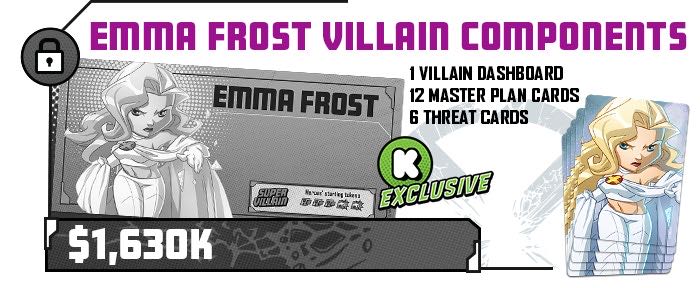 EMMA FROST VILLAIN COMPONENTS
1 VILLAIN DASHBOARD
12 MASTER PLAN CARDS
6 THREAT CARDS
EMMA FROST
K
EXCLUSIVE
SUPER
VILLAIN
Heroes' starting tokens
$1,630K